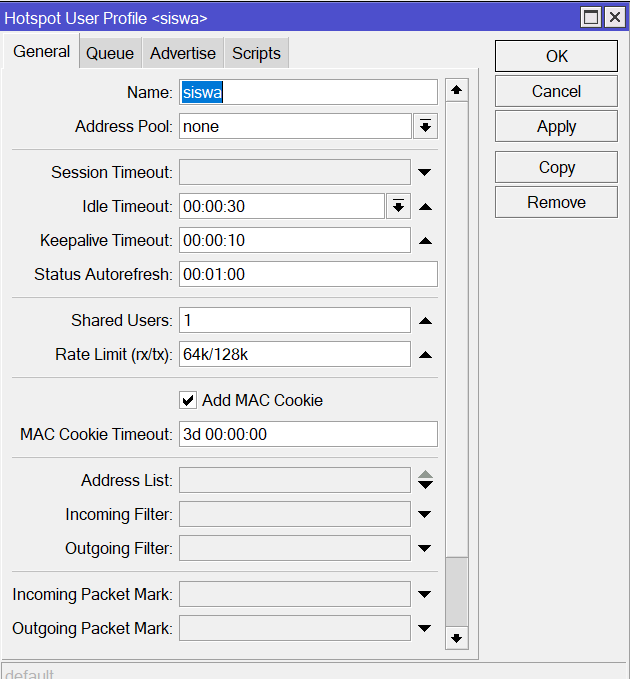 Hotspot User Profile <siswa>
General Queue Advertise Scripts
OK
Cancel
Apply
Copy
Remove
Name: siswa
Address Pool: none
Session Timeout:
Idle Timeout: 00:00:30
Keepalive Timeout: 00:00:10
Status Autorefresh: 00:01:00
Shared Users: 1
Rate Limit (rx/tx): 64k/128k
Add MAC Cookie
MAC Cookie Timeout: 3d 00:00:00
Address List:
Incoming Filter:
Outgoing Filter:
Incoming Packet Mark:
Outgoing Packet Mark:
default